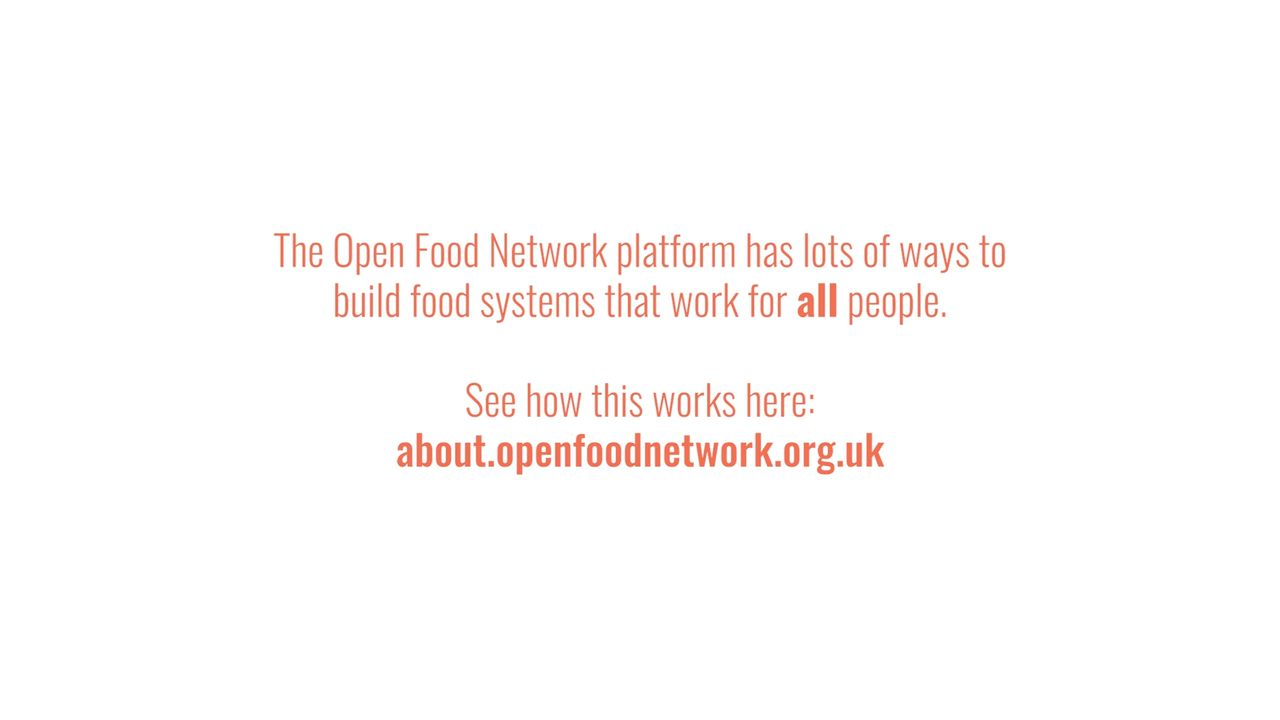 The Open Food Network platform has lots of ways to
build food systems that work for all people.
See how this works here:
about.openfoodnetwork.org.uk